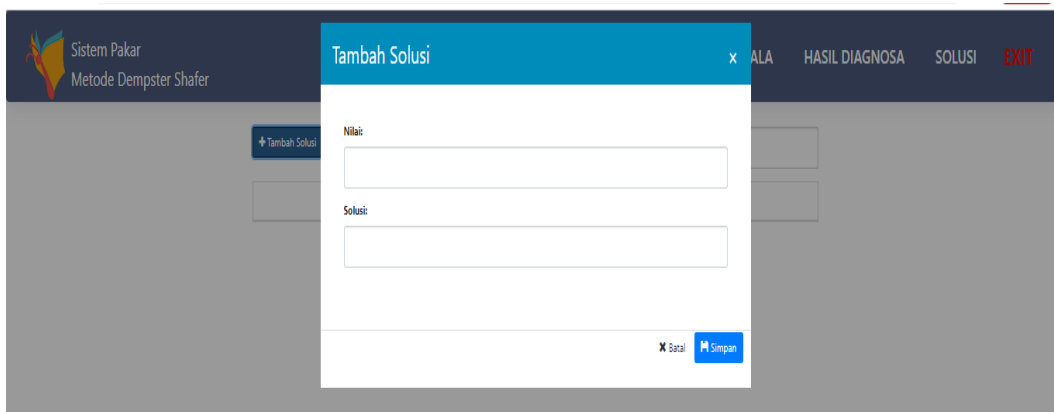 Sistem Pakar
Metode Dempster Shafer
Tambah Solusi
x
ALA
HASIL DIAGNOSA
SOLUSI
EXIT
+Tambah Solusi
Nilai:
Solusi:
Batal
Simpan